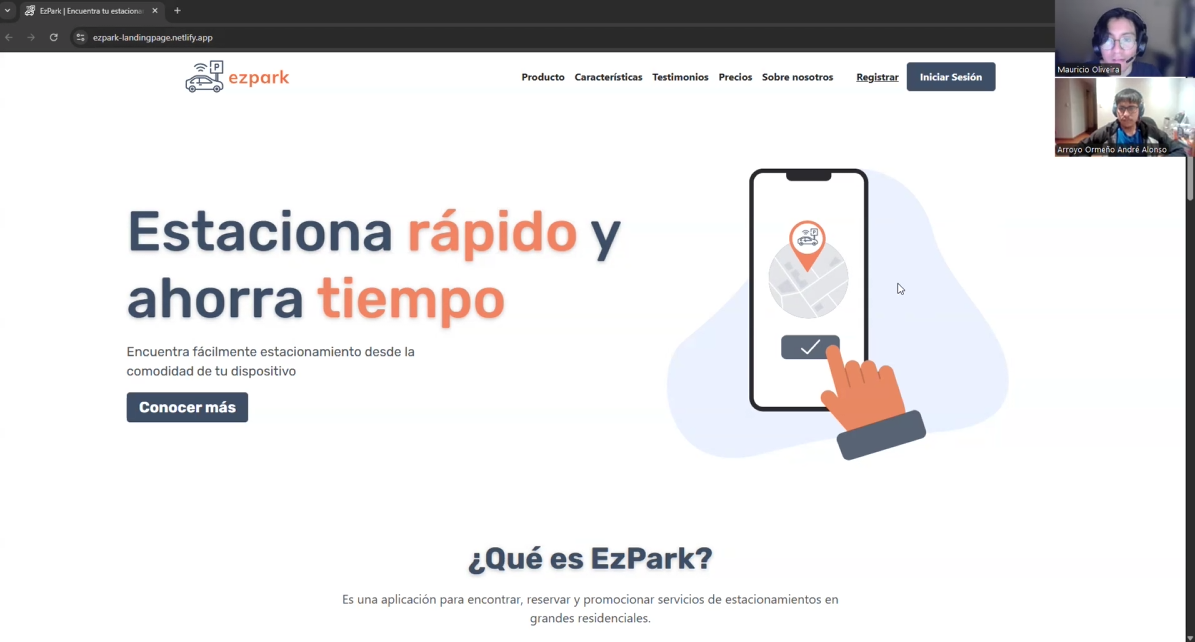 EzPark | Encuentra tu estacionar
ezpark-landingpage.netlify.app
Mauricio Oliveira
Arroyo Ormeño André Alonso
P
ezpark
Producto Características Testimonios Precios Sobre nosotros Registrar Iniciar Sesión
Estaciona rápido y
ahorra tiempo
Encuentra fácilmente estacionamiento desde la
comodidad de tu dispositivo
Conocer más
P
¿Qué es EzPark?
Es una aplicación para encontrar, reservar y promocionar servicios de estacionamientos en
grandes residenciales.